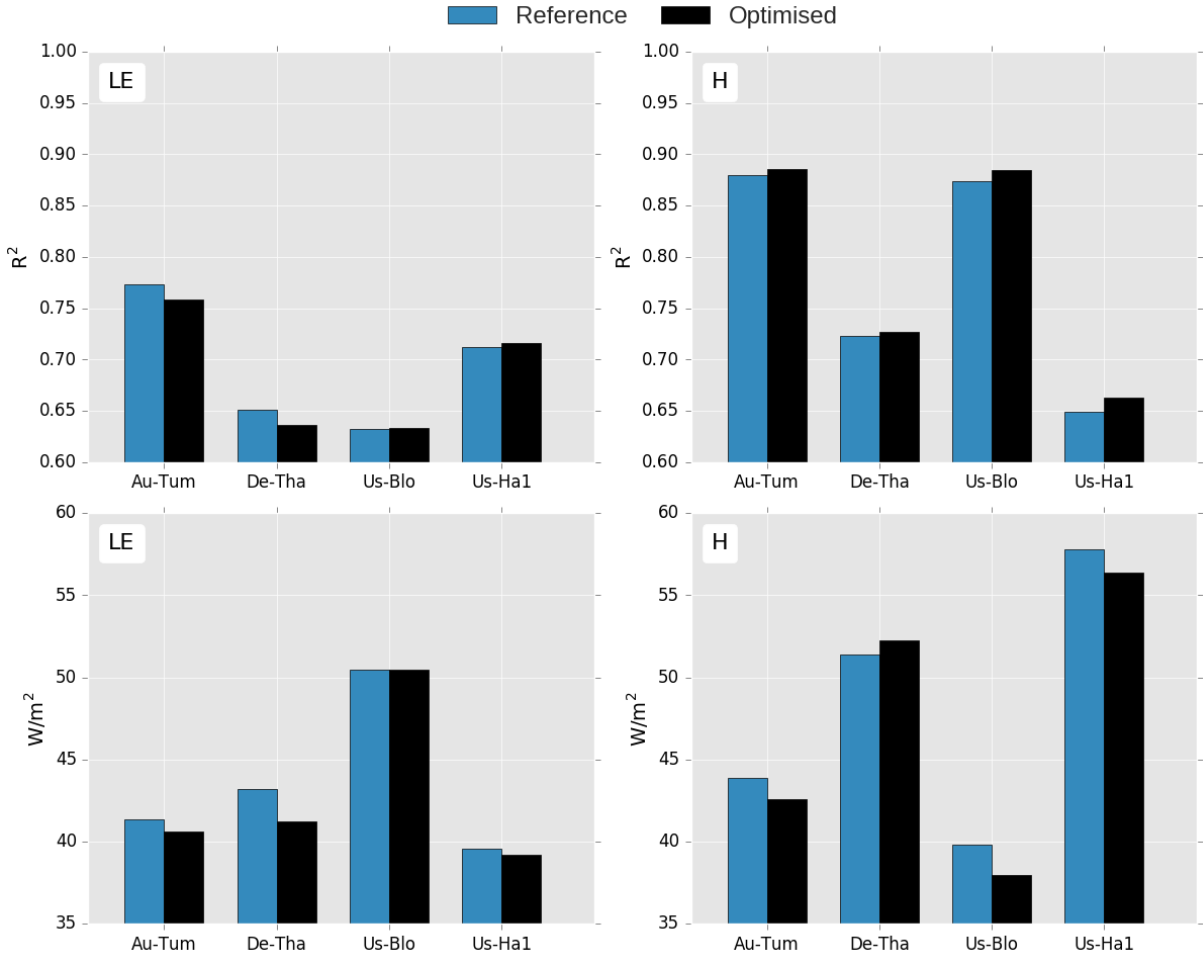 Reference Optimised
LE
1.00
0.95
0.90
0.85
0.80
0.75
0.70
0.65
0.60
R²
Au-Tum De-Tha Us-Blo Us-Ha1
H
1.00
0.95
0.90
0.85
0.80
0.75
0.70
0.65
0.60
R²
Au-Tum De-Tha Us-Blo Us-Ha1
LE
60
55
50
45
40
35
W/m²
Au-Tum De-Tha Us-Blo Us-Ha1
H
60
55
50
45
40
35
W/m²
Au-Tum De-Tha Us-Blo Us-Ha1